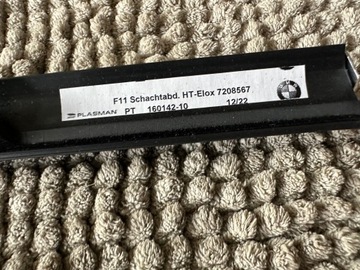 F11 Schachtabd. HT-Elox 7208567
PLASMAN PT 160142-10 12/22